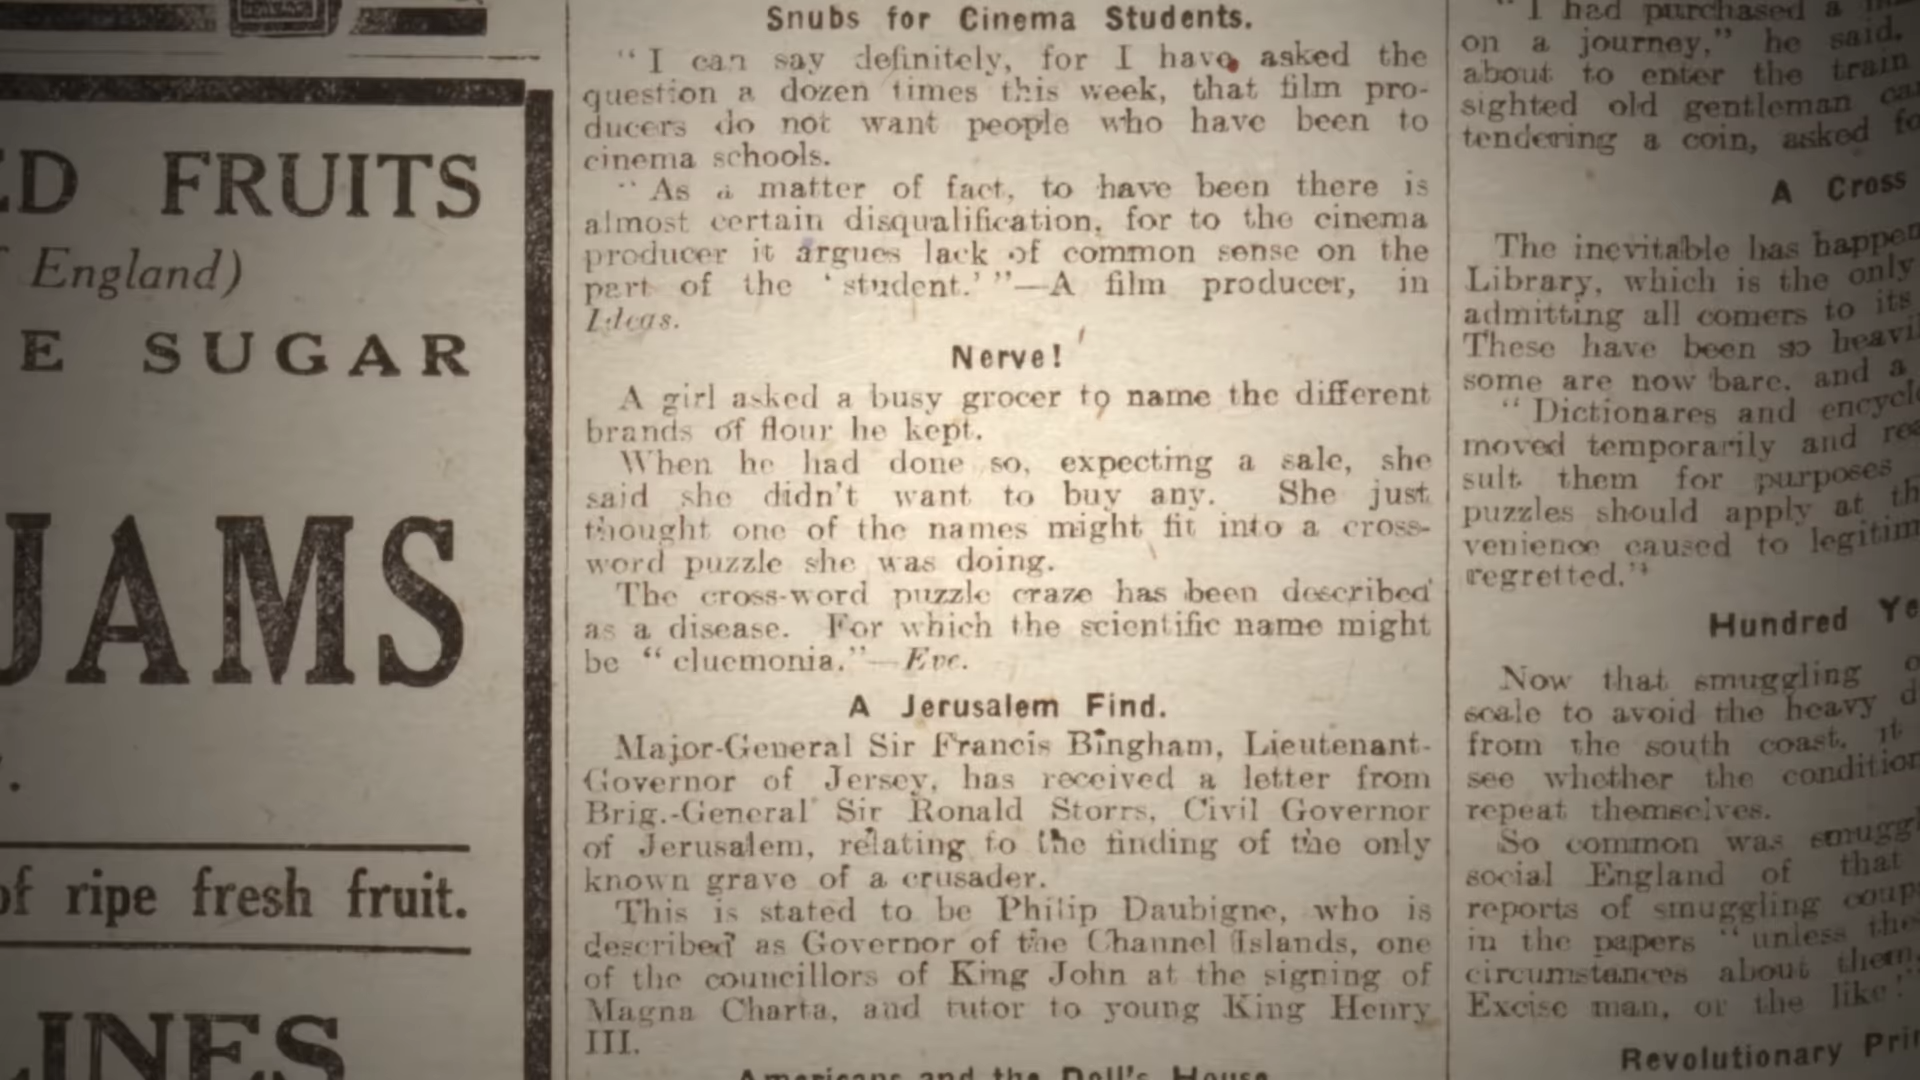 ED FRUITS
England)
E SUGAR
JAMS
of ripe fresh fruit.
LINES
Snubs for Cinema Students.
"I can say definitely, for I have asked the
question a dozen times this week, that film pro-
ducers do not want people who have been to
cinema schools.
"As a matter of fact, to have been there is
almost certain disqualification, for to the cinema
producer it argues lack of common sense on the
part of the 'student.'"—A film producer, in
Ideas.
Nerve!
A girl asked a busy grocer to name the different
brands of flour he kept.
When he had done so, expecting a sale, she
said she didn't want to buy any. She just
thought one of the names might fit into a cross-
word puzzle she was doing.
The cross-word puzzle craze has been described
as a disease. For which the scientific name might
be "cluemonia."—Eve.
A Jerusalem Find.
Major-General Sir Francis Bingham, Lieutenant-
Governor of Jersey, has received a letter from
Brig.-General Sir Ronald Storrs, Civil Governor
of Jerusalem, relating to the finding of the only
known grave of a crusader.
This is stated to be Philip Daubigne, who is
described as Governor of the Channel Islands, one
of the councillors of King John at the signing of
Magna Charta, and tutor to young King Henry
III.
Americans and the Doll's House
"I had purchased a
on a journey," he said.
about to enter the train
sighted old gentleman
tendering a coin, asked
A Cross
The inevitable has happen
Library, which is the only
admitting all comers to its
These have been so heavi
some are now bare, and a
"Dictionares and encycl
moved temporarily and
sult them for purposes
puzzles should apply at th
venience caused to legitim
regretted."
Hundred Ye
Now that smuggling
scale to avoid the heavy d
from the south coast, it
see whether the condition
repeat themselves.
So common was smuggl
social England of that
reports of smuggling coup
in the papers "unless the
circumstances about them,
Excise man, or the like!
Revolutionary Pri